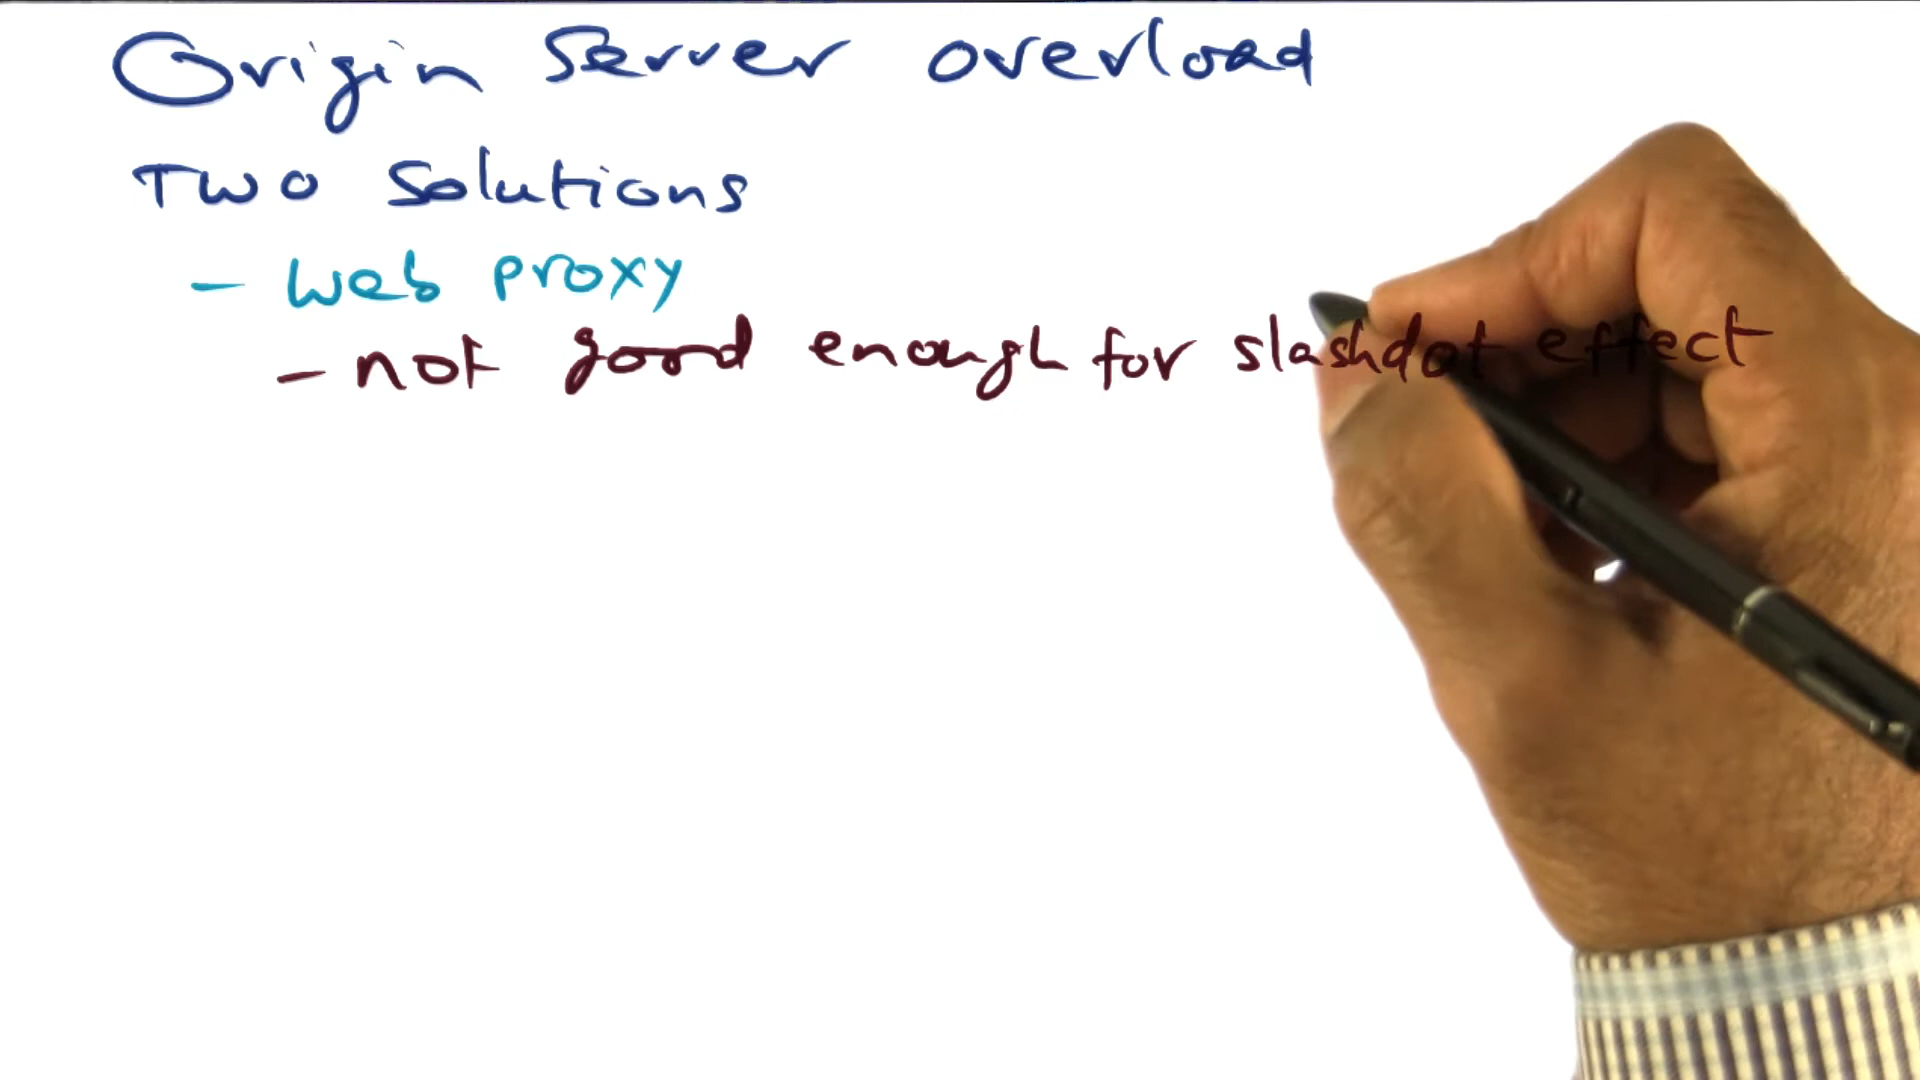 Origin Server overload
Two Solutions
- Web proxy
- not good enough for slashdot effect